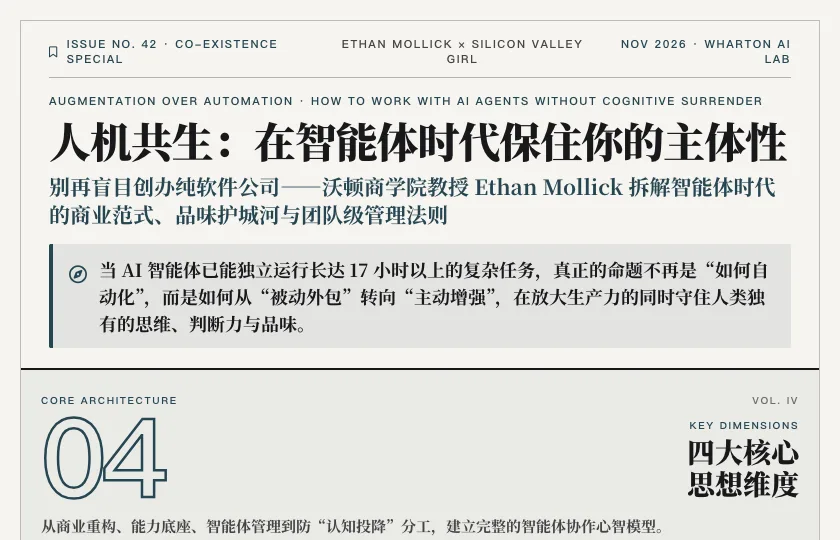 ISSUE NO. 42 · CO-EXISTENCE
SPECIAL
ETHAN MOLLICK × SILICON VALLEY
GIRL
NOV 2026 · WHARTON AI
LAB
AUGMENTATION OVER AUTOMATION · HOW TO WORK WITH AI AGENTS WITHOUT COGNITIVE SURRENDER
人机共生：在智能体时代保住你的主体性
别再盲目创办纯软件公司——沃顿商学院教授 Ethan Mollick 拆解智能体时代
的商业范式、品味护城河与团队级管理法则
当 AI 智能体已能独立运行长达 17 小时以上的复杂任务，真正的命题不再是“如何自
动化”，而是如何从“被动外包”转向“主动增强”，在放大生产力的同时守住人类独
有的思维、判断力与品味。
CORE ARCHITECTURE
04
VOL. IV
KEY DIMENSIONS
四大核心
思想维度
从商业重构、能力底座、智能体管理到防“认知投降”分工，建立完整的智能体协作心智模型。